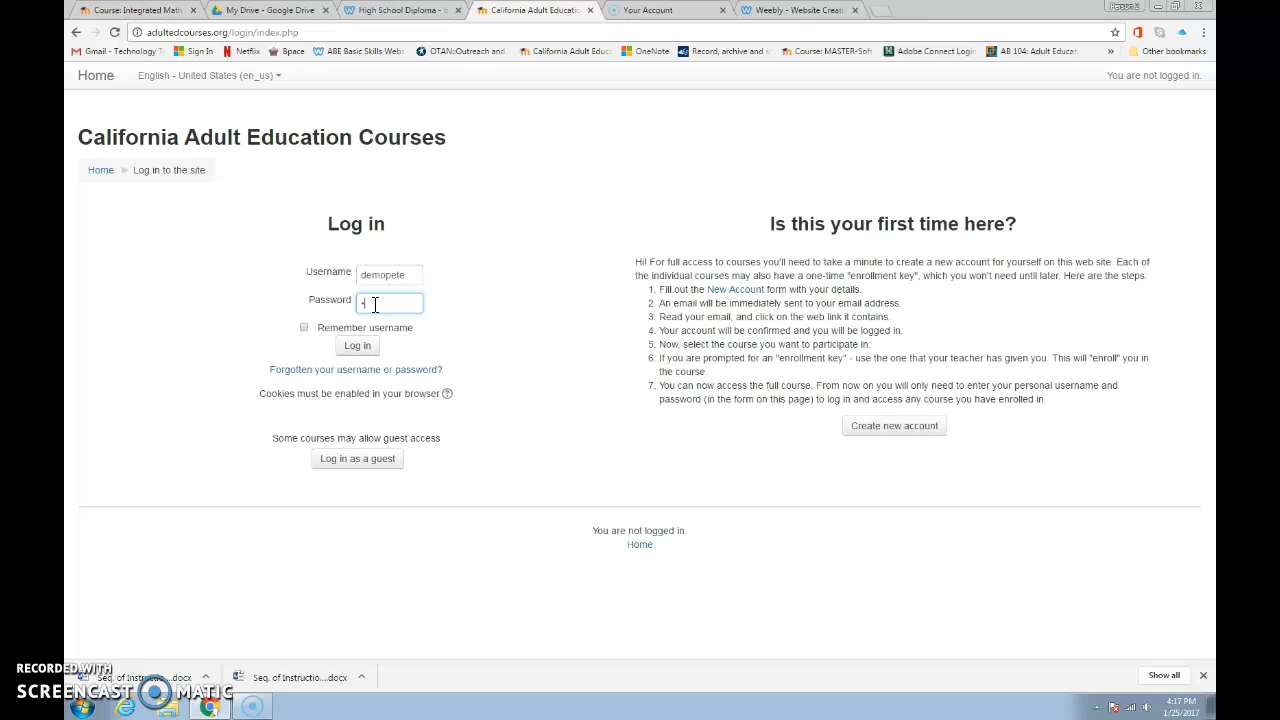 Course: Integrated Math
My Drive - Google Drive
High School Diploma - 
California Adult Educatio
Your Account
Weebly - Website Creati
Person 2
adultedcourses.org/login/index.php
Gmail - Technology T
Sign In
Netflix
Bpace
ABE Basic Skills Webs
OTAN::Outreach and
California Adult Educ
OneNote
Record, archive and s
Course: MASTER-Soft
Adobe Connect Login
AB 104: Adult Educat
»
Other bookmarks
Home
English - United States (en_us)
You are not logged in.
California Adult Education Courses
Home
Log in to the site
Log in
Username
demopete
Password
Remember username
Log in
Forgotten your username or password?
Cookies must be enabled in your browser
Some courses may allow guest access
Log in as a guest
Is this your first time here?
Hi! For full access to courses you'll need to take a minute to create a new account for yourself on this web site. Each of
the individual courses may also have a one-time "enrollment key", which you won't need until later. Here are the steps:
1. Fill out the New Account form with your details.
2. An email will be immediately sent to your email address.
3. Read your email, and click on the web link it contains.
4. Your account will be confirmed and you will be logged in.
5. Now, select the course you want to participate in.
6. If you are prompted for an "enrollment key" - use the one that your teacher has given you. This will "enroll" you in
the course.
7. You can now access the full course. From now on you will only need to enter your personal username and
password (in the form on this page) to log in and access any course you have enrolled in.
Create new account
You are not logged in.
Home
Seq. of Instructio....docx
Seq. of Instructio....docx
Show all
RECORDED WITH
SCREENCAST MATIC
4:17 PM
1/25/2017